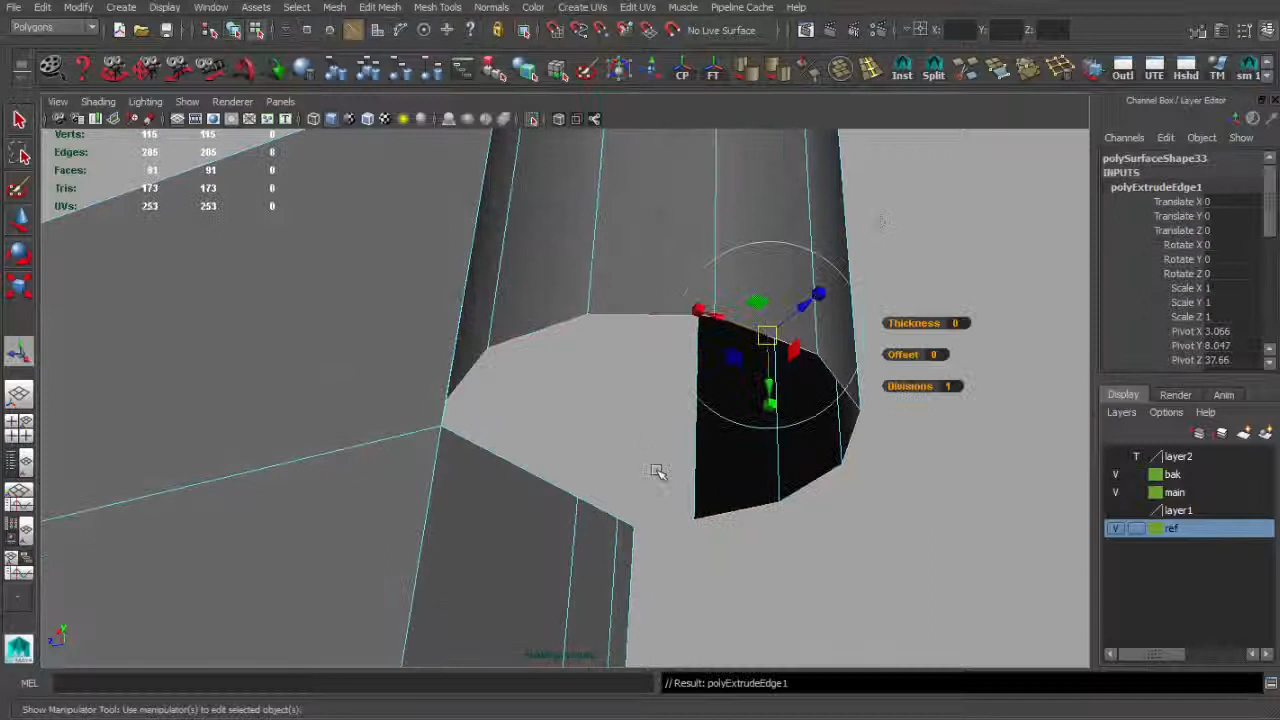 File Edit Modify Create Display Window Assets Select Mesh Edit Mesh Mesh Tools Normals Color Create UVs Edit UVs Muscle Pipeline Cache Help
Polygons No Live Surface X: Y: Z:
CP FT Inst Split Outl UTE Hshd TM sm 1
View Shading Lighting Show Renderer Panels
Channel Box / Layer Editor
Channels Edit Object Show
Verts: 115 115 0
Edges: 205 205 8
Faces: 91 91 0
Tris: 173 173 0
UVs: 253 253 0
polySurfaceShape33
INPUTS
polyExtrudeEdge1
Translate X 0
Translate Y 0
Translate Z 0
Rotate X 0
Rotate Y 0
Rotate Z 0
Scale X 1
Scale Y 1
Scale Z 1
Pivot X 3.066
Pivot Y 8.047
Pivot Z 37.66
Thickness 0
Offset 0
Divisions 1
Display Render Anim
Layers Options Help
T layer2
V bak
V main
layer1
V ref
MEL // Result: polyExtrudeEdge1
Show Manipulator Tool: Use manipulator(s) to edit selected object(s).